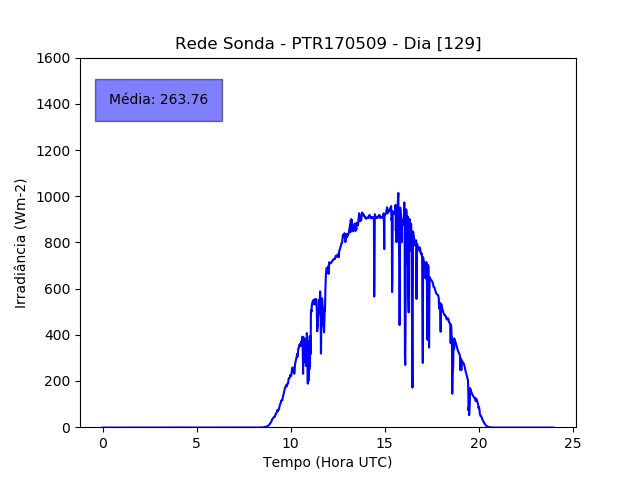 Rede Sonda - PTR170509 - Dia [129]
1600
1400
1200
1000
800
600
400
200
0
Irradiância (Wm-2)
Média: 263.76
0 5 10 15 20 25
Tempo (Hora UTC)